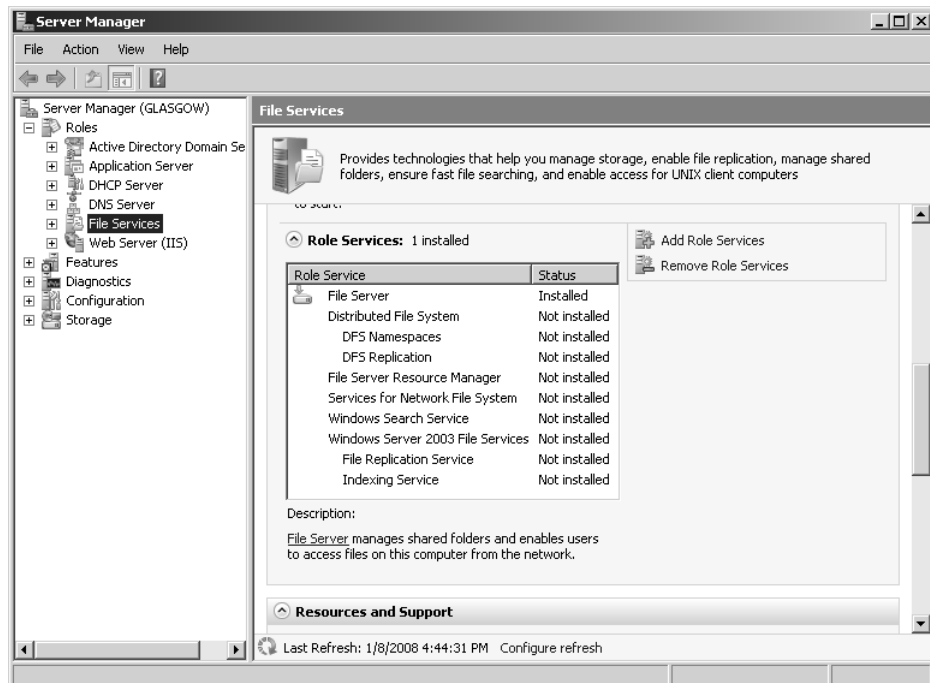 Server Manager
File Action View Help
Server Manager (GLASGOW)
Roles
Active Directory Domain Se
Application Server
DHCP Server
DNS Server
File Services
Web Server (IIS)
Features
Diagnostics
Configuration
Storage
File Services
Provides technologies that help you manage storage, enable file replication, manage shared
folders, ensure fast file searching, and enable access for UNIX client computers
to start.
Role Services: 1 installed
Role Service Status
File Server Installed
Distributed File System Not installed
DFS Namespaces Not installed
DFS Replication Not installed
File Server Resource Manager Not installed
Services for Network File System Not installed
Windows Search Service Not installed
Windows Server 2003 File Services Not installed
File Replication Service Not installed
Indexing Service Not installed
Add Role Services
Remove Role Services
Description:
File Server manages shared folders and enables users
to access files on this computer from the network.
Resources and Support
Last Refresh: 1/8/2008 4:44:31 PM Configure refresh